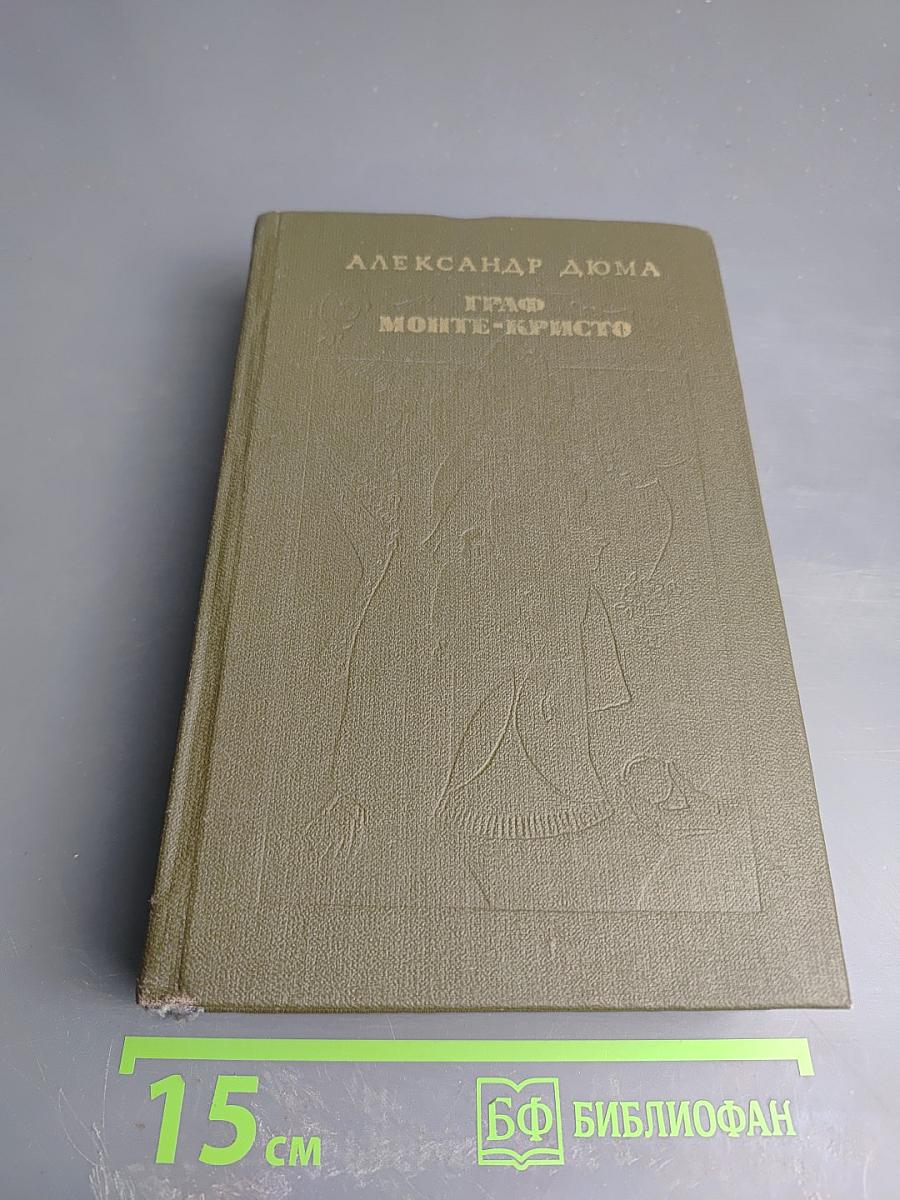 АЛЕКСАНДР ДЮМА
ГРАФ
МОНТЕ-КРИСТО
15 см
БФ БИБЛИОФАН